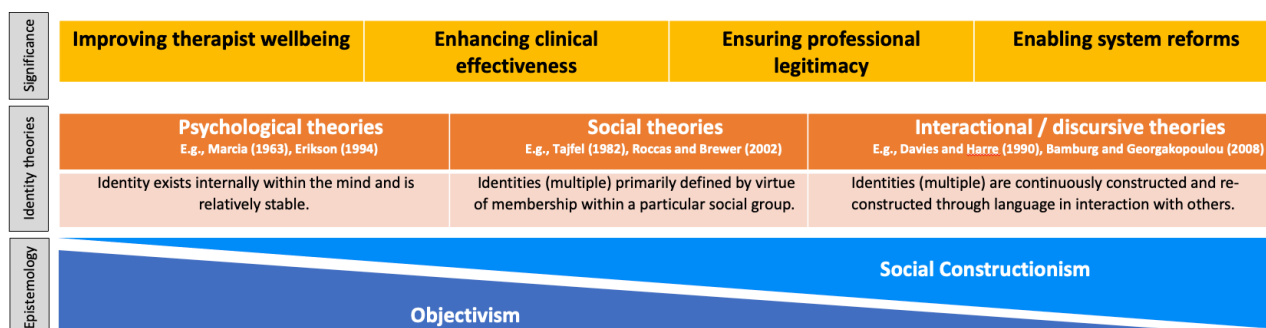 Significance
Improving therapist wellbeing
Enhancing clinical
effectiveness
Ensuring professional
legitimacy
Enabling system reforms
Identity theories
Psychological theories
E.g., Marcia (1963), Erikson (1994)
Identity exists internally within the mind and is
relatively stable.
Social theories
E.g., Tajfel (1982), Roccas and Brewer (2002)
Identities (multiple) primarily defined by virtue
of membership within a particular social group.
Interactional / discursive theories
E.g., Davies and Harre (1990), Bamburg and Georgakopoulou (2008)
Identities (multiple) are continuously constructed and re-
constructed through language in interaction with others.
Epistemology
Social Constructionism
Objectivism